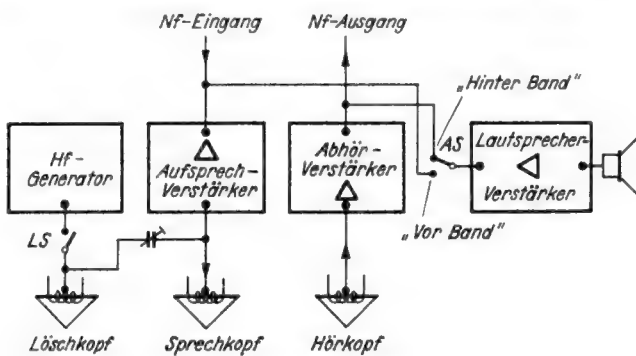 Nf-Eingang
Nf-Ausgang
„Hinter Band"
Hf-
Generator
Aufsprech-
Verstärker
Abhör-
Verstärker
AS
Lautsprecher-
Verstärker
LS
„Vor Band"
Löschkopf
Sprechkopf
Hörkopf